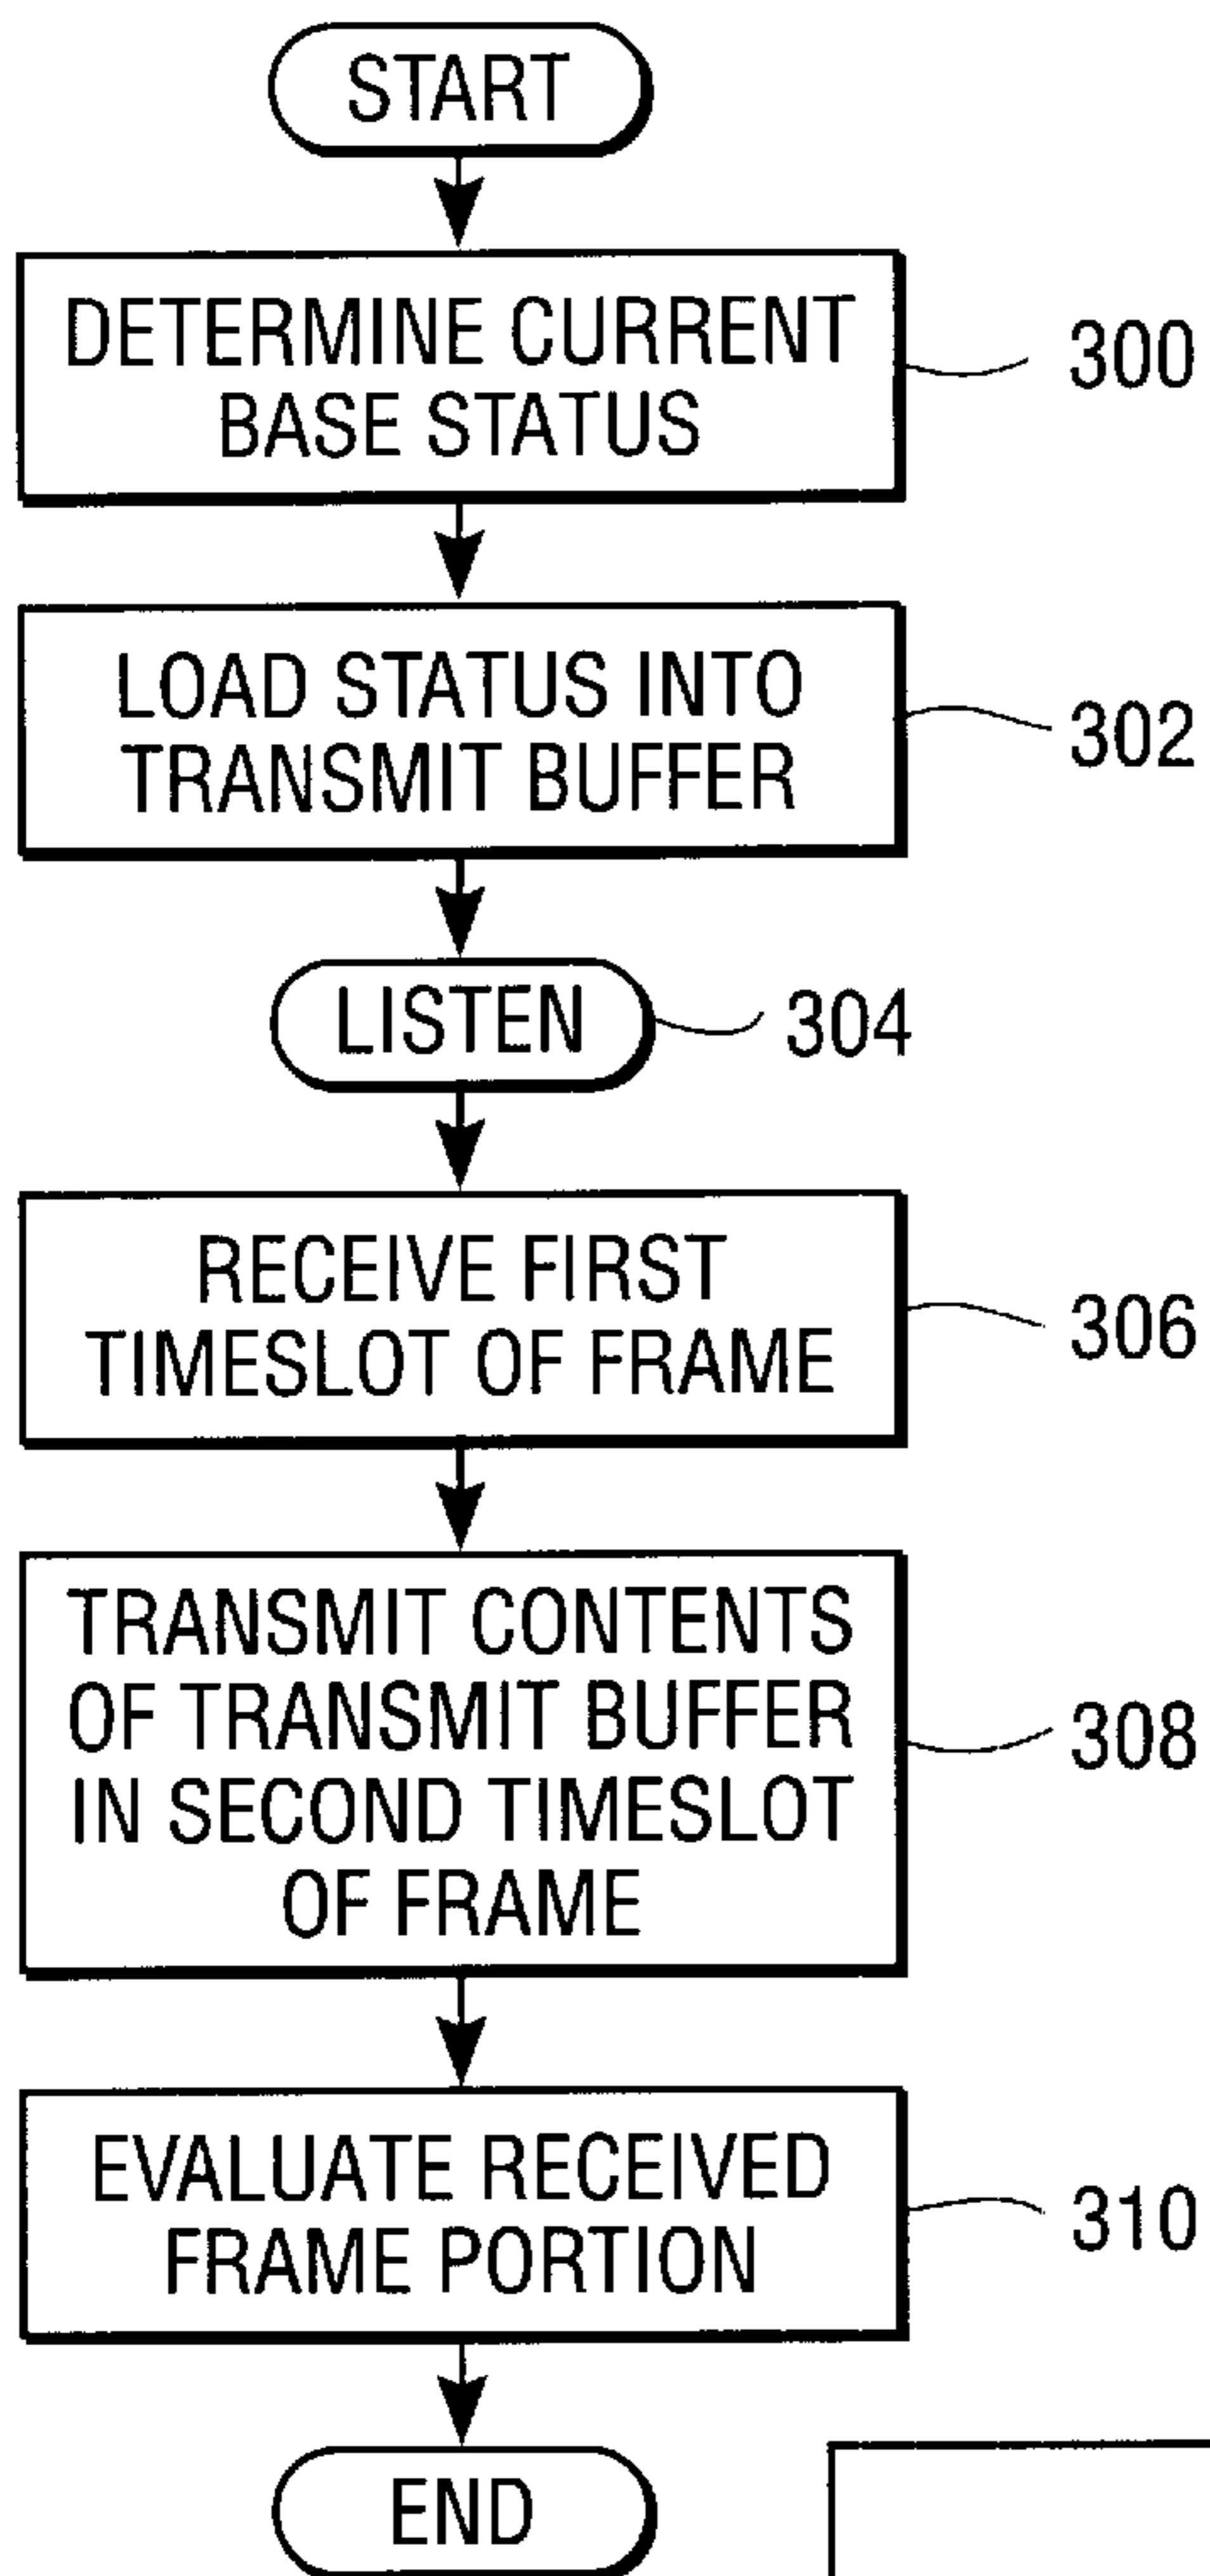 START
DETERMINE CURRENT
BASE STATUS
300
LOAD STATUS INTO
TRANSMIT BUFFER
302
LISTEN
304
RECEIVE FIRST
TIMESLOT OF FRAME
306
TRANSMIT CONTENTS
OF TRANSMIT BUFFER
IN SECOND TIMESLOT
OF FRAME
308
EVALUATE RECEIVED
FRAME PORTION
310
END